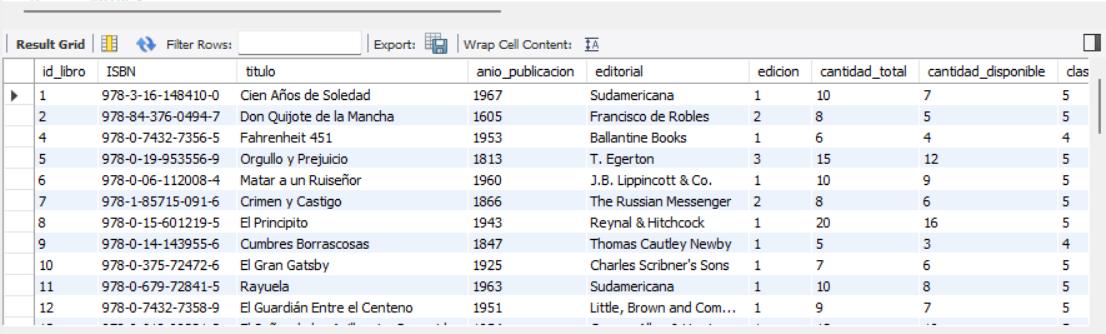 Result Grid Filter Rows: Export: Wrap Cell Content:
id_libro ISBN titulo anio_publicacion editorial edicion cantidad_total cantidad_disponible clas
1 978-3-16-148410-0 Cien Años de Soledad 1967 Sudamericana 1 10 7 5
2 978-84-376-0494-7 Don Quijote de la Mancha 1605 Francisco de Robles 2 8 5 5
4 978-0-7432-7356-5 Fahrenheit 451 1953 Ballantine Books 1 6 4 4
5 978-0-19-953556-9 Orgullo y Prejuicio 1813 T. Egerton 3 15 12 5
6 978-0-06-112008-4 Matar a un Ruiseñor 1960 J.B. Lippincott & Co. 1 10 9 5
7 978-1-85715-091-6 Crimen y Castigo 1866 The Russian Messenger 2 8 6 5
8 978-0-15-601219-5 El Principito 1943 Reynal & Hitchcock 1 20 16 5
9 978-0-14-143955-6 Cumbres Borrascosas 1847 Thomas Cautley Newby 1 5 3 4
10 978-0-375-72472-6 El Gran Gatsby 1925 Charles Scribner's Sons 1 7 6 5
11 978-0-679-72841-5 Rayuela 1963 Sudamericana 1 10 8 5
12 978-0-7432-7358-9 El Guardián Entre el Centeno 1951 Little, Brown and Com... 1 9 7 5